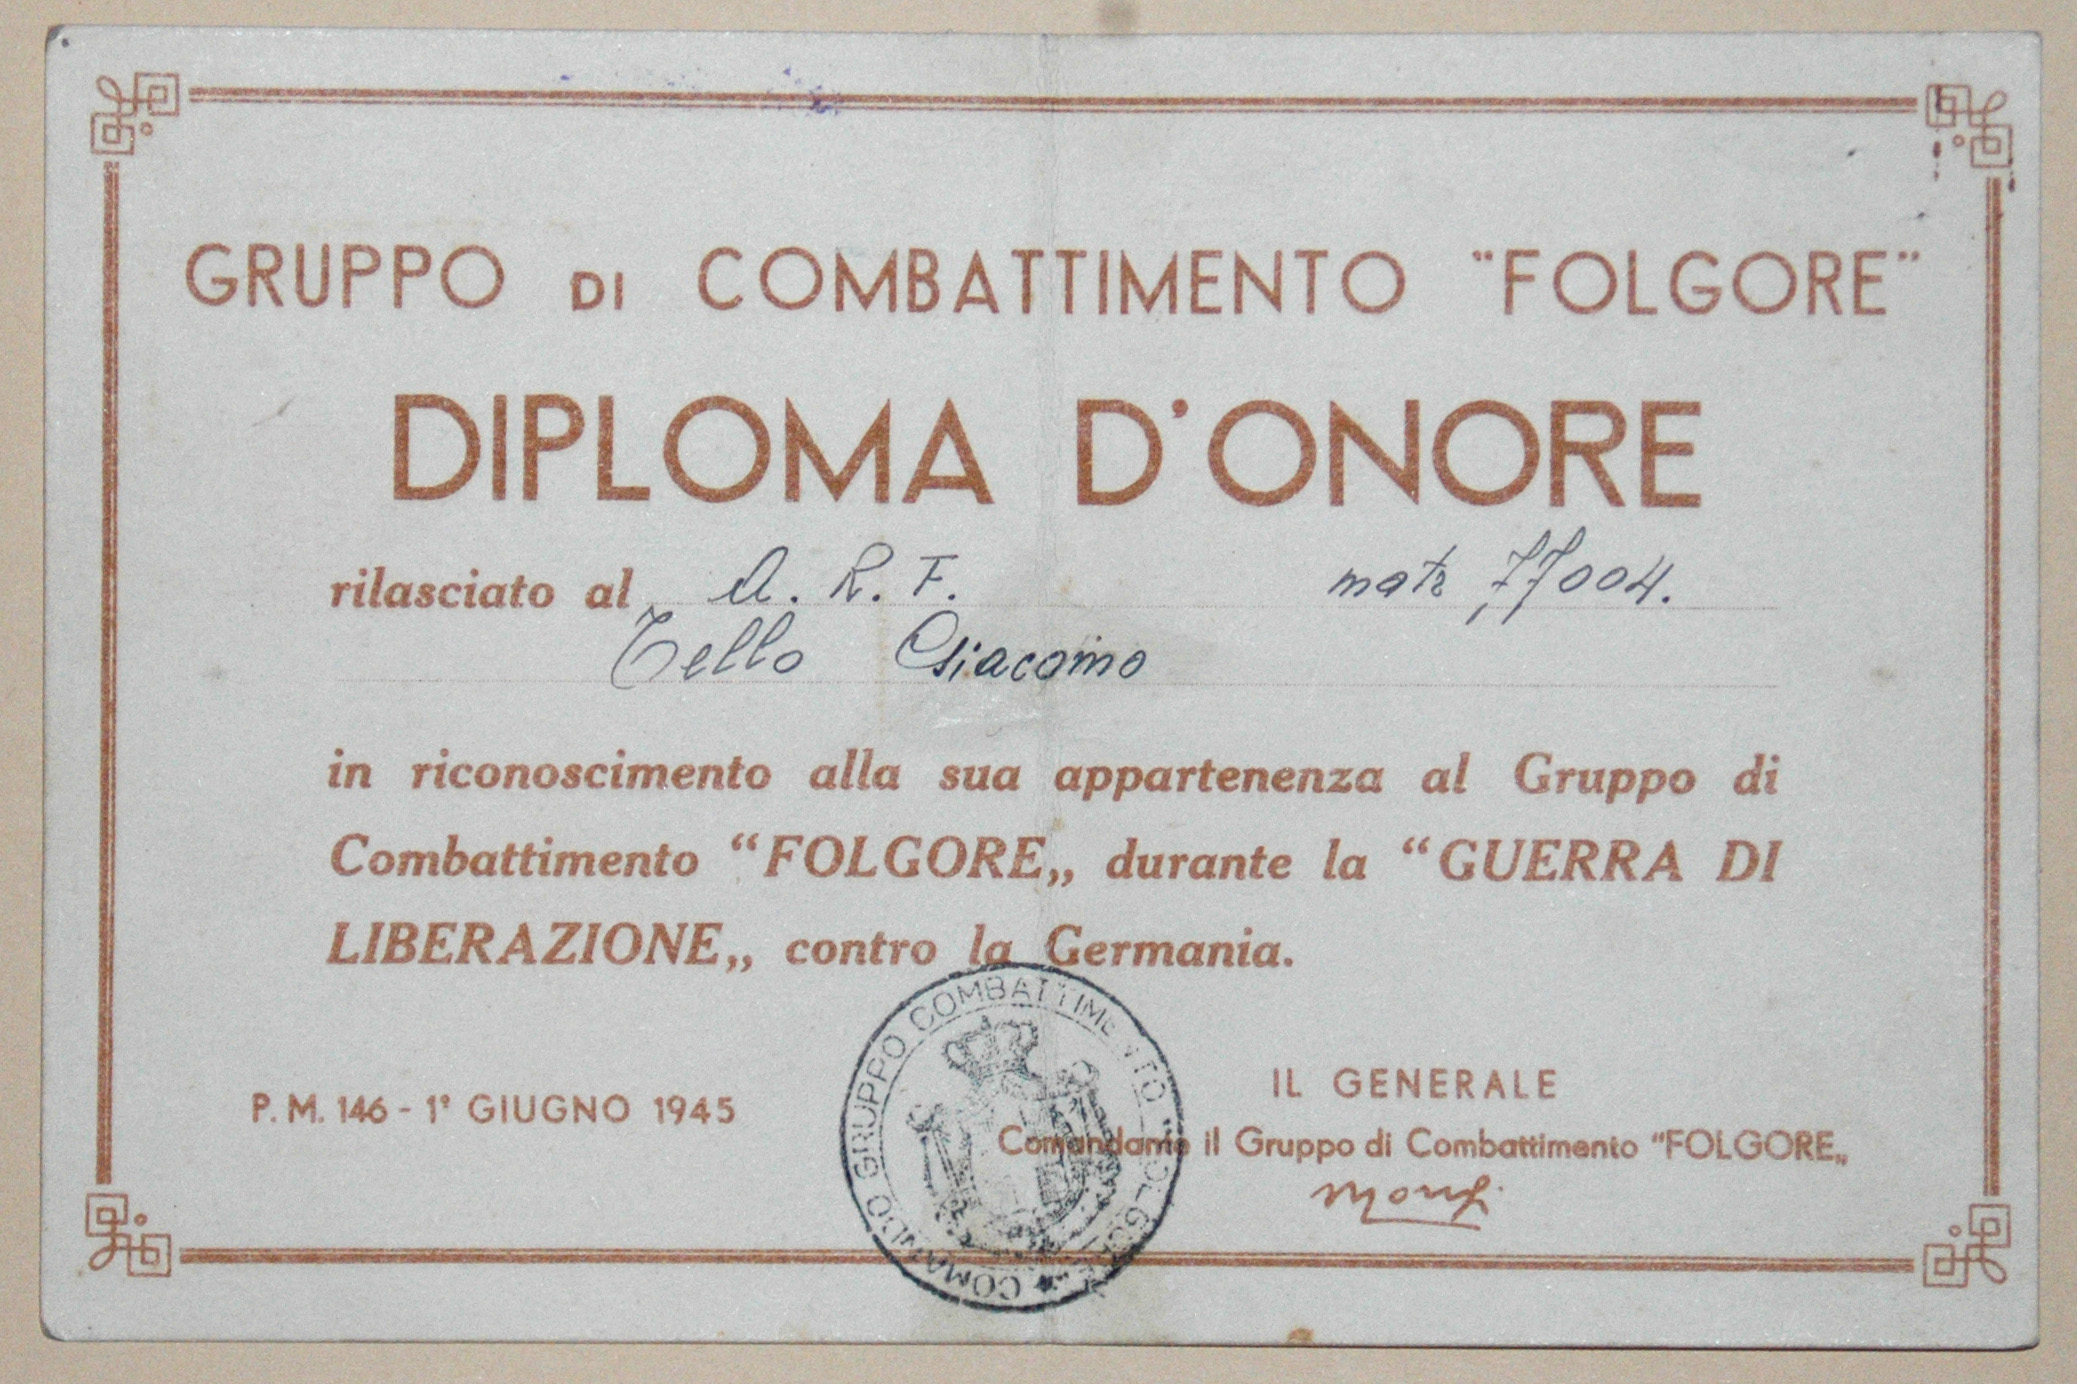 GRUPPO DI COMBATTIMENTO "FOLGORE"
DIPLOMA D'ONORE
rilasciato al A. R. F. matr 77004.
Tello Giacomo
in riconoscimento alla sua appartenenza al Gruppo di
Combattimento “FOLGORE„ durante la “GUERRA DI
LIBERAZIONE„ contro la Germania.
P. M. 146 - 1° GIUGNO 1945
IL GENERALE
Comandante il Gruppo di Combattimento “FOLGORE„
COMANDO GRUPPO COMBATTIMENTO "FOLGORE"